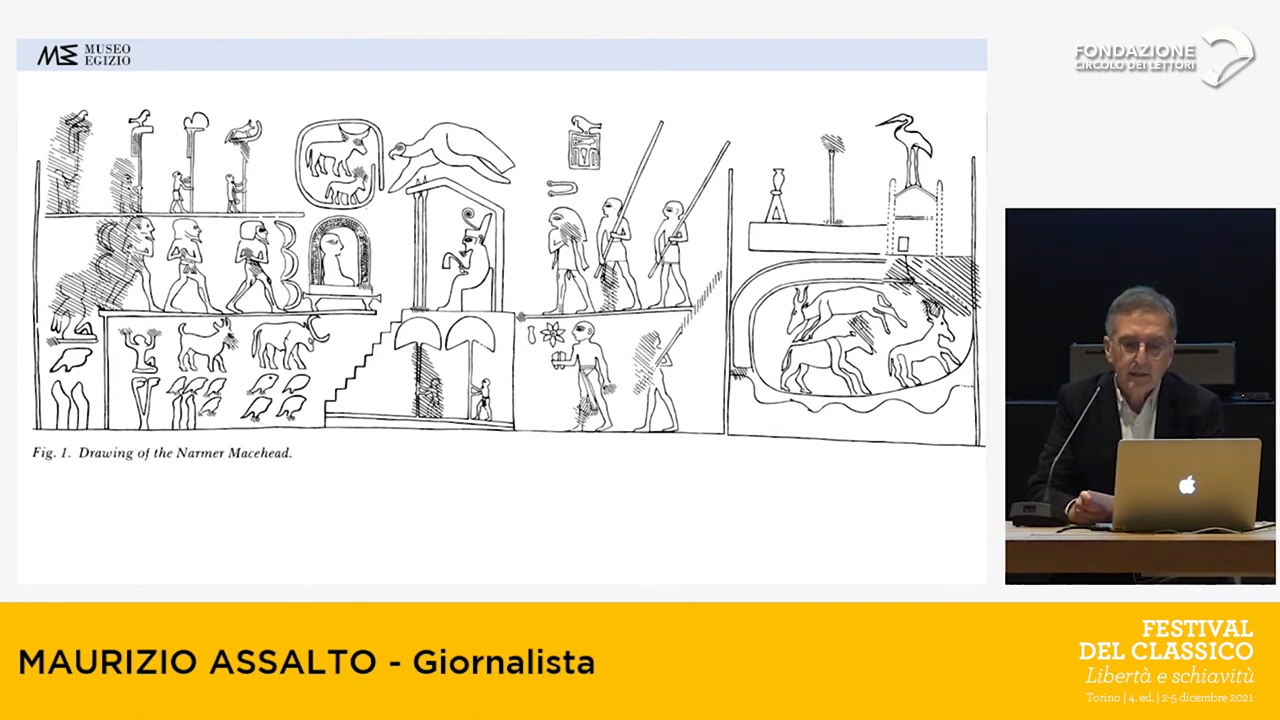 MUSEO
EGIZIO
FONDAZIONE
CIRCOLO DEI LETTORI
Fig. 1. Drawing of the Narmer Macehead.
MAURIZIO ASSALTO - Giornalista
FESTIVAL
DEL CLASSICO
Libertà e schiavitù
Torino | 4. ed. | 2-5 dicembre 2021